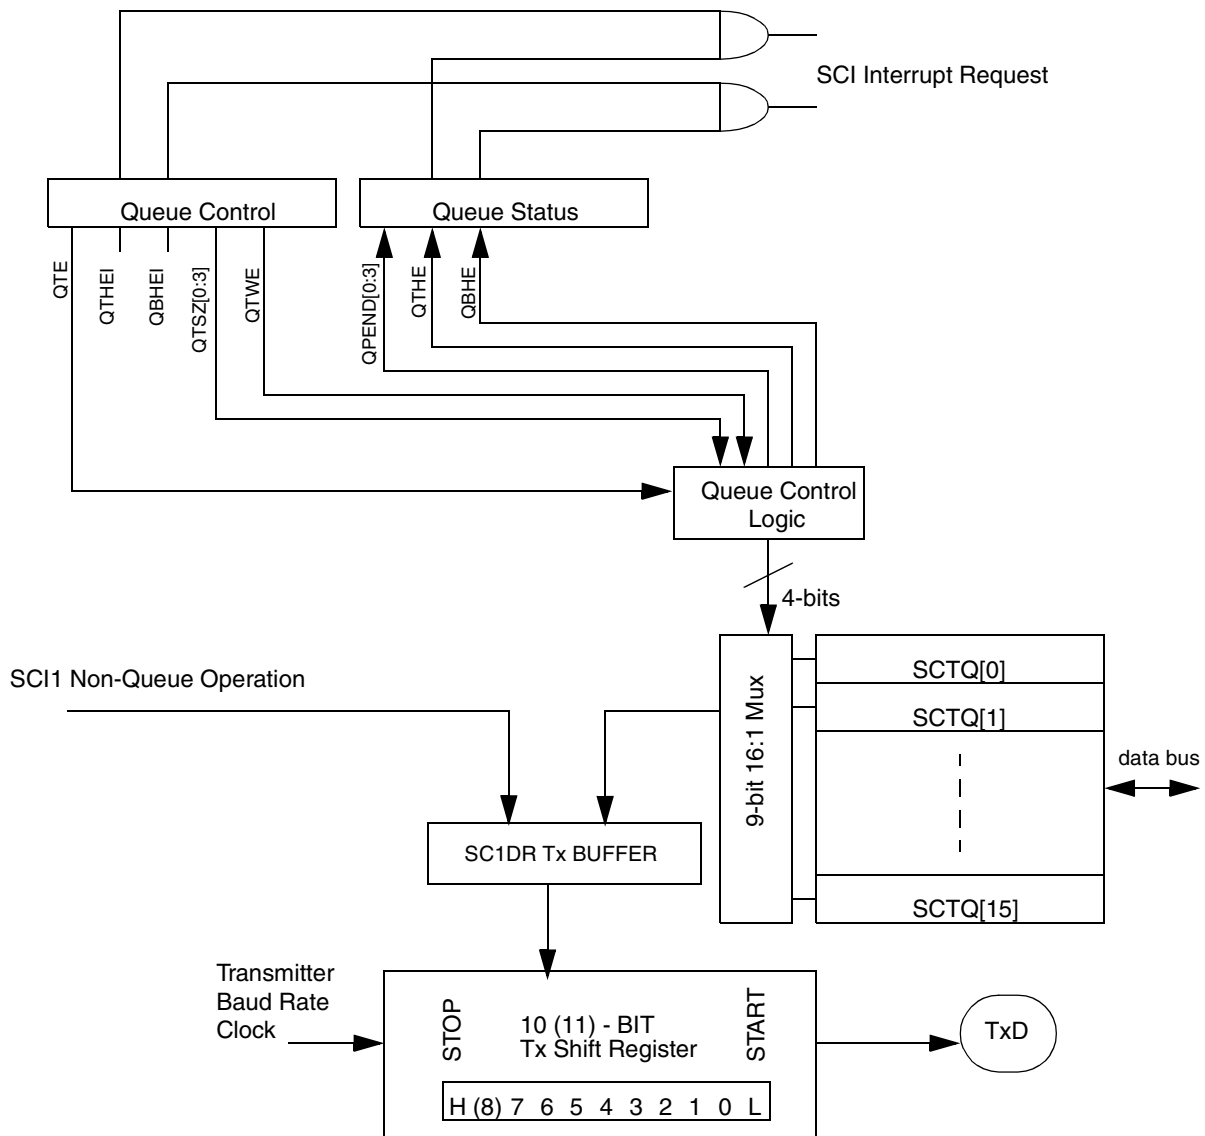 SCI Interrupt Request
Queue Control
Queue Status
QTE
QTHEI
QBHEI
QTSZ[0:3]
QTWE
QPEND[0:3]
QTHE
QBHE
Queue Control
Logic
4-bits
SCI1 Non-Queue Operation
9-bit 16:1 Mux
SCTQ[0]
SCTQ[1]
SCTQ[15]
data bus
SC1DR Tx BUFFER
Transmitter
Baud Rate
Clock
STOP
10 (11) - BIT
Tx Shift Register
START
H (8) 7 6 5 4 3 2 1 0 L
TxD